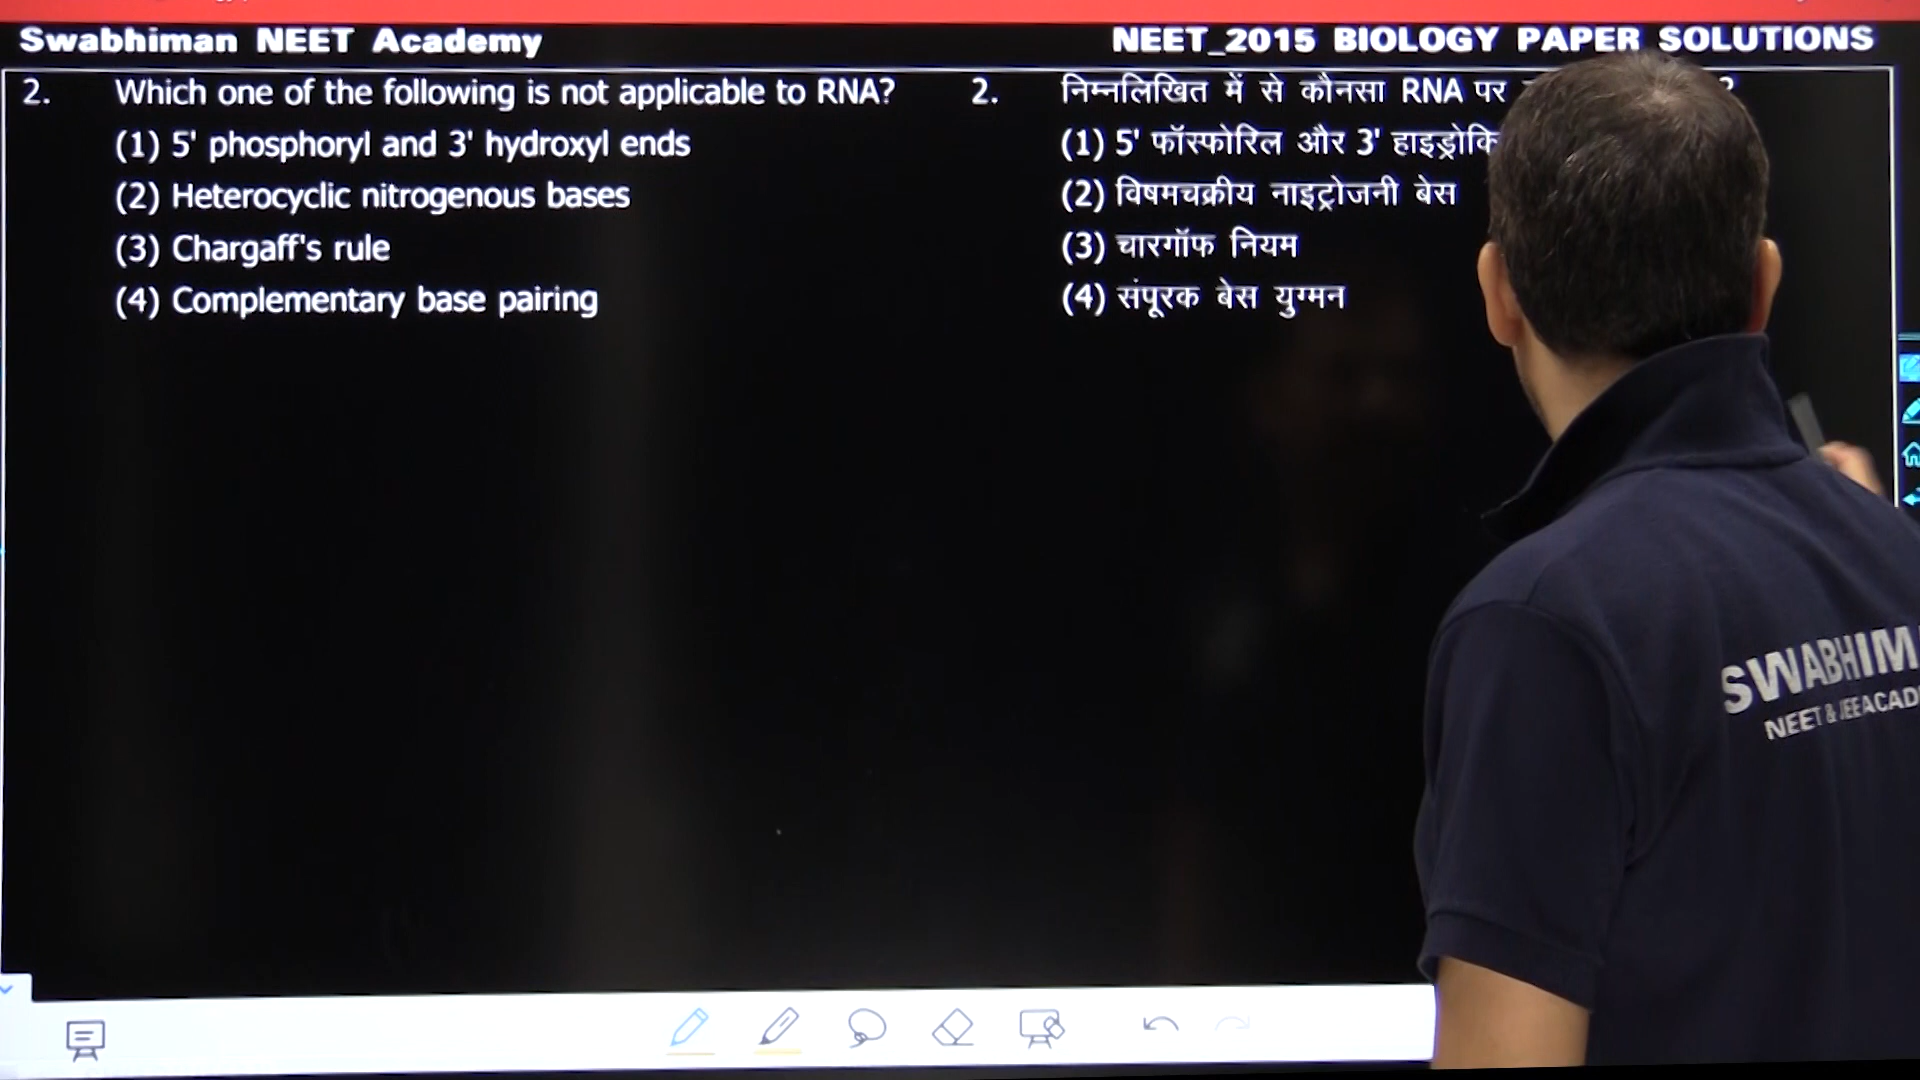 Swabhiman NEET Academy
NEET_2015 BIOLOGY PAPER SOLUTIONS
2. Which one of the following is not applicable to RNA?
(1) 5' phosphoryl and 3' hydroxyl ends
(2) Heterocyclic nitrogenous bases
(3) Chargaff's rule
(4) Complementary base pairing
2. निम्नलिखित में से कौनसा RNA पर ?
(1) 5' फॉस्फोरिल और 3'
(2) विषमचक्रीय नाइट्रोजनी बेस
(3) चारगॉफ नियम
(4) संपूरक बेस युग्मन
SWABHIM
NEET & JEE ACAD